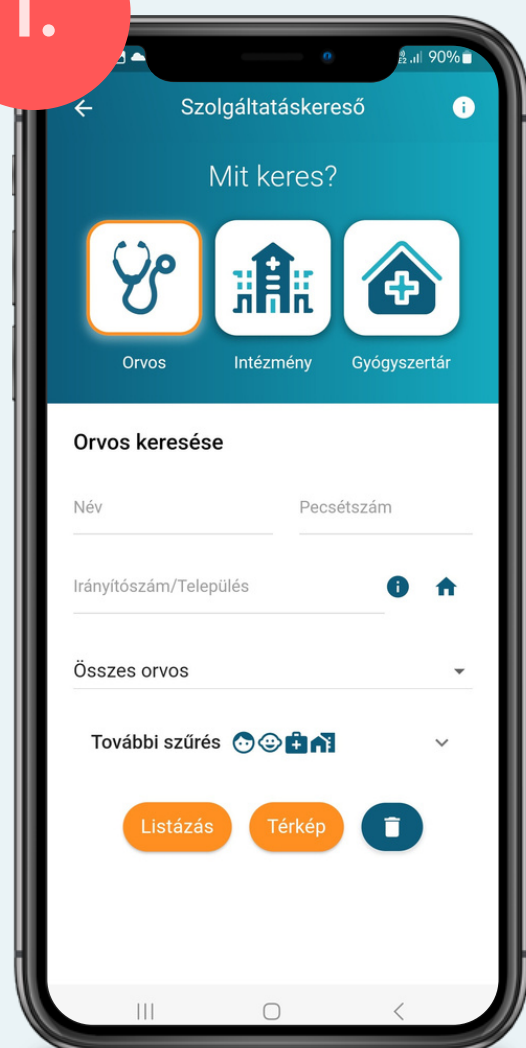 1.
90%
Szolgáltatáskereső
Mit keres?
Orvos Intézmény Gyógyszertár
Orvos keresése
Név Pecsétszám
Irányítószám/Település
Összes orvos
További szűrés
Listázás Térkép